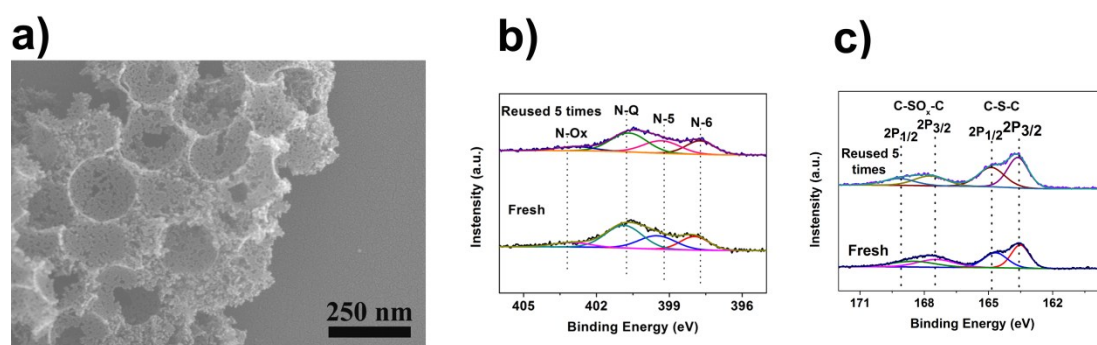 a)
250 nm
b)
N-Q
Reused 5 times
N-5
N-6
N-Ox
Fresh
Instensity (a.u.)
405 402 399 396
Binding Energy (eV)
c)
C-SOx-C C-S-C
2P1/2 2P3/2 2P1/2 2P3/2
Reused 5
times
Fresh
Instensity (a.u.)
171 168 165 162
Binding Energy (eV)